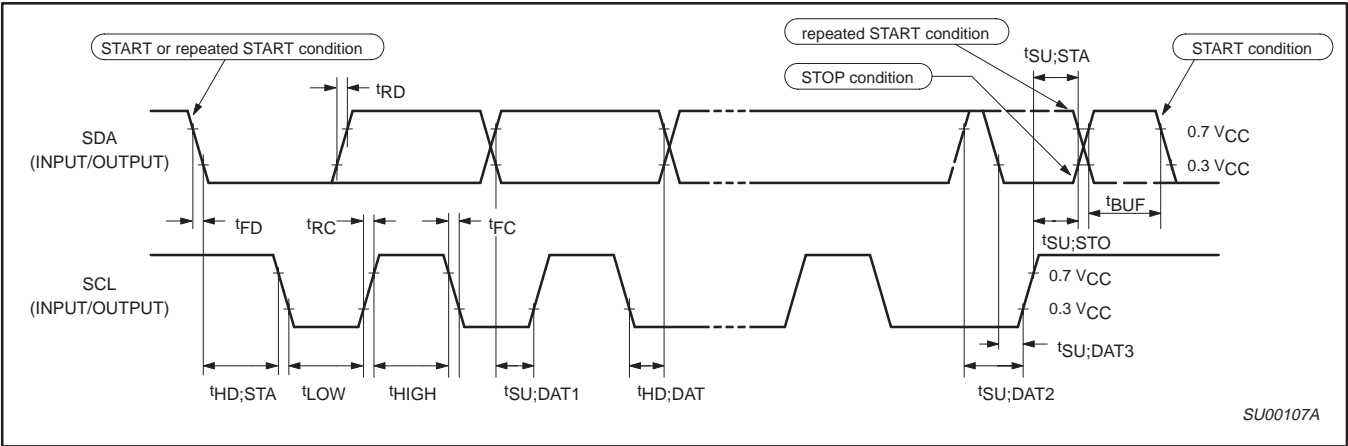 repeated START condition
START or repeated START condition
tSU;STA
START condition
STOP condition
tRD
SDA
(INPUT/OUTPUT)
0.7 VCC
0.3 VCC
tFD
tRC
tFC
tBUF
tSU;STO
SCL
(INPUT/OUTPUT)
0.7 VCC
0.3 VCC
tSU;DAT3
tHD;STA
tLOW
tHIGH
tSU;DAT1
tHD;DAT
tSU;DAT2
SU00107A